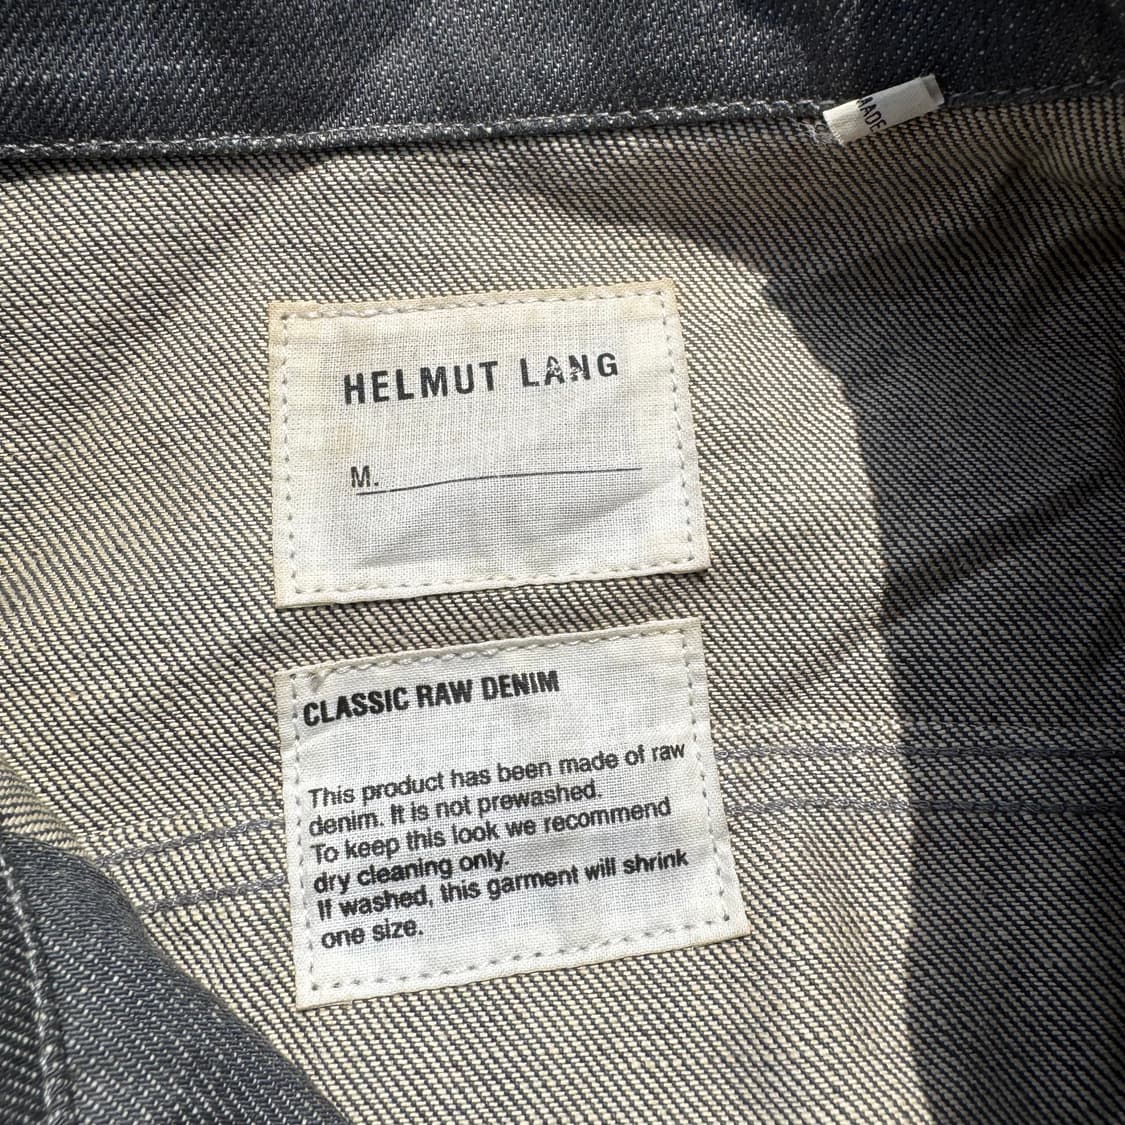 MADE
HELMUT LANG
M.
CLASSIC RAW DENIM
This product has been made of raw
denim. It is not prewashed.
To keep this look we recommend
dry cleaning only.
If washed, this garment will shrink
one size.